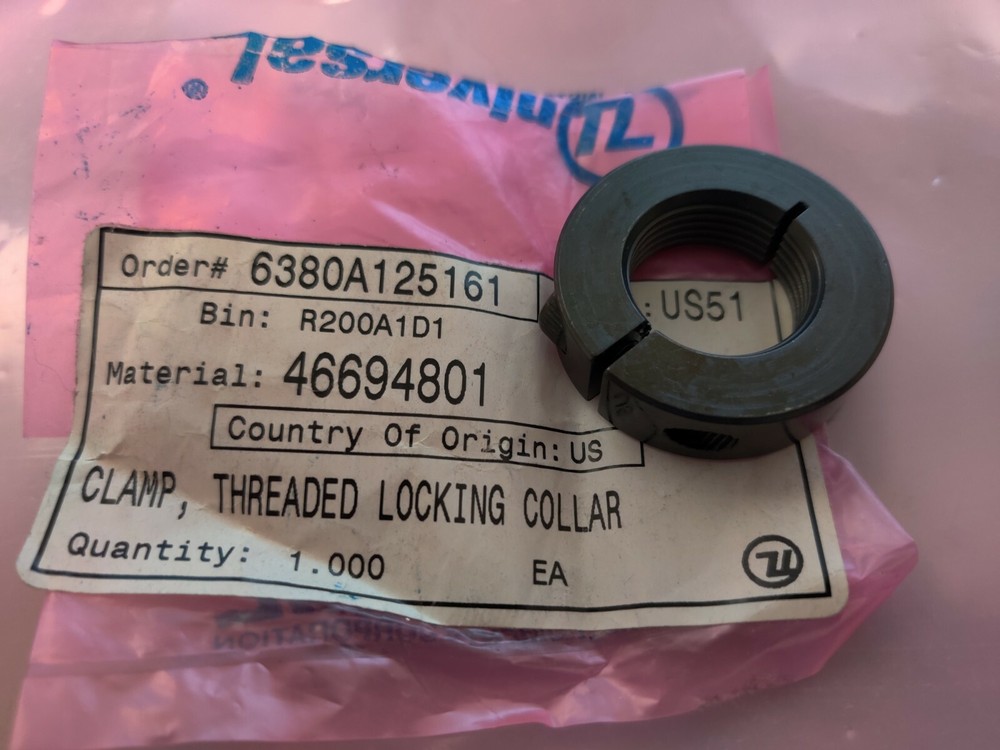 Universal
Order# 6380A125161
: US51
Bin: R200A1D1
Material: 46694801
Country Of Origin: US
CLAMP, THREADED LOCKING COLLAR
Quantity: 1.000 EA